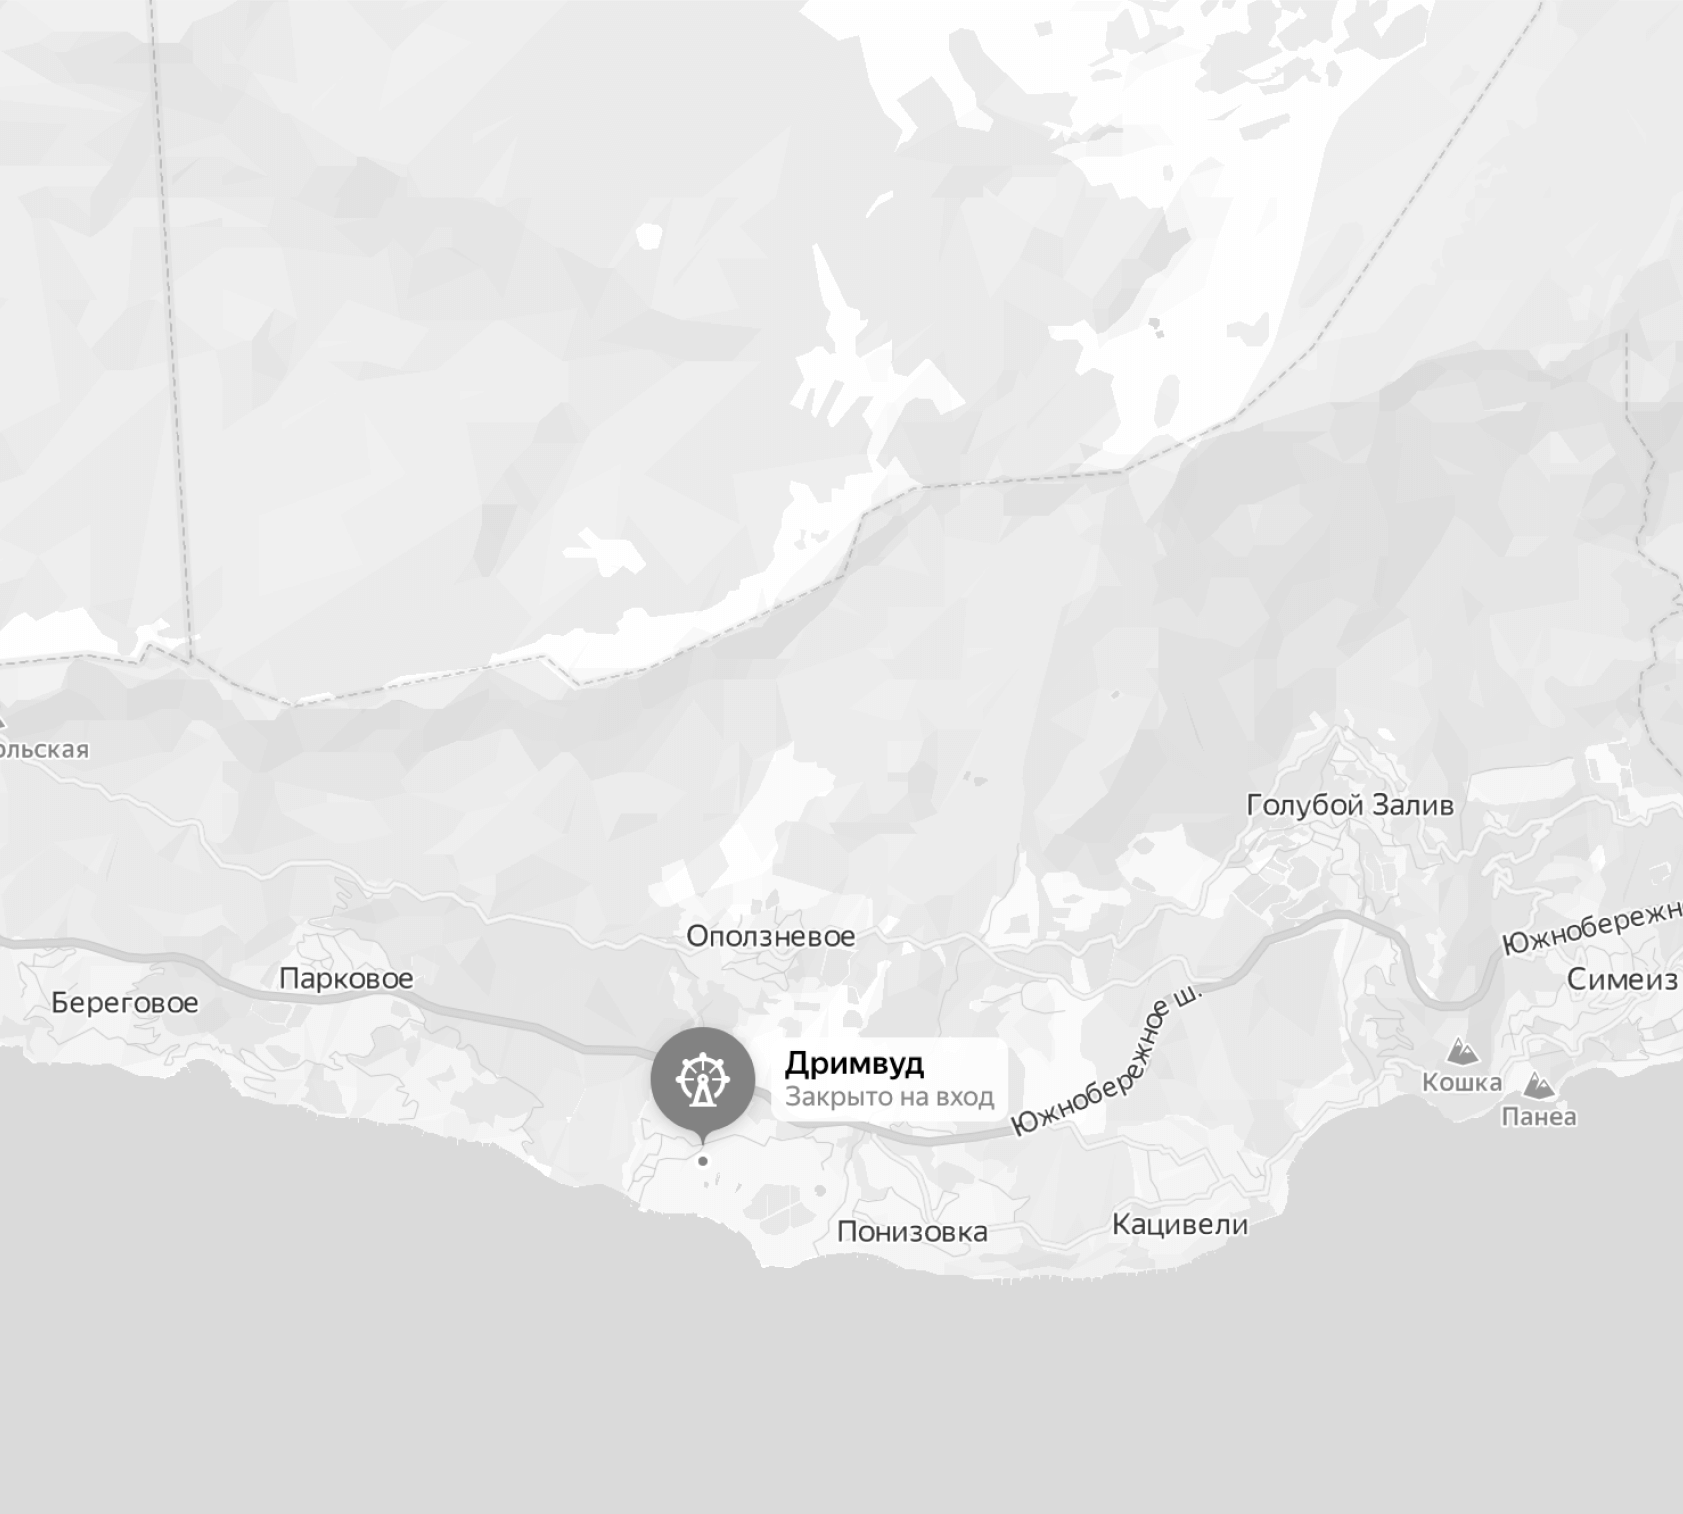 ольская
Голубой Залив
Оползневое
Южнобережн
Парковое
Симеиз
Береговое
Южнобережное ш.
Дримвуд
Закрыто на вход
Кошка
Панеа
Понизовка
Кацивели